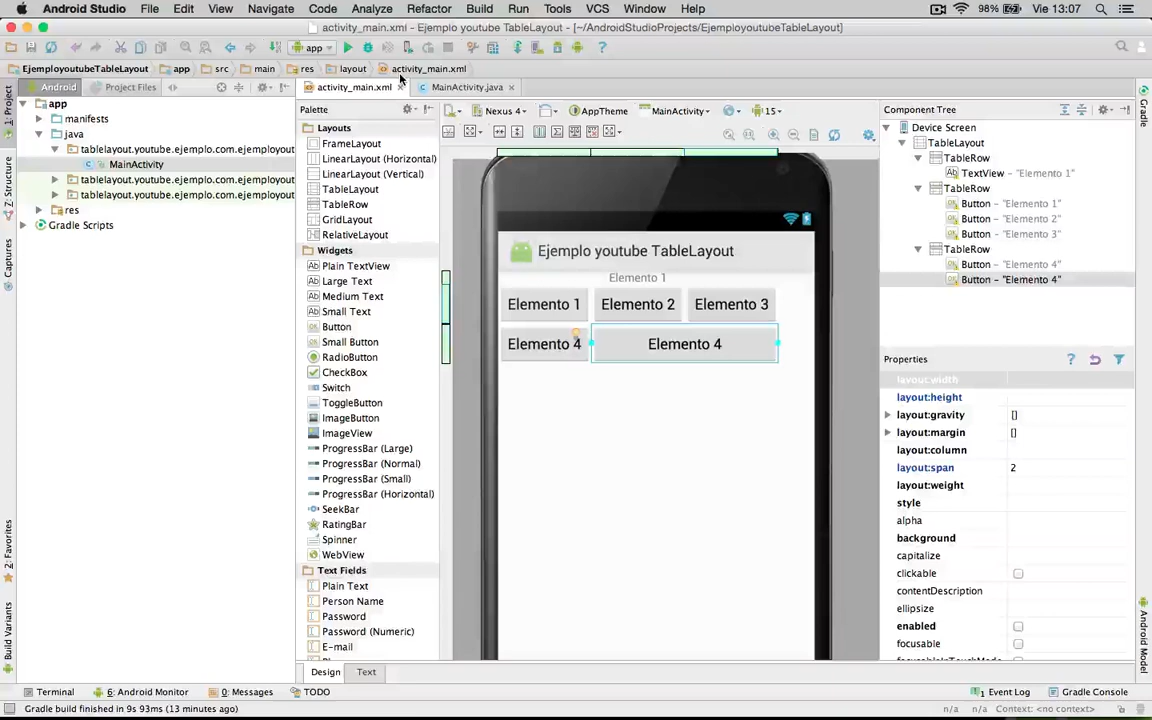 Android Studio File Edit View Navigate Code Analyze Refactor Build Run Tools VCS Window Help 98% Vie 13:07
activity_main.xml - Ejemplo youtube TableLayout - [~/AndroidStudioProjects/EjemployoutubeTableLayout]
app
EjemployoutubeTableLayout app src main res layout activity_main.xml
Android Project Files activity_main.xml MainActivity.java
1: Project
7: Structure
Captures
2: Favorites
Build Variants
app
manifests
java
tablelayout.youtube.ejemplo.com.ejemployout
MainActivity
tablelayout.youtube.ejemplo.com.ejemployout
tablelayout.youtube.ejemplo.com.ejemployout
res
Gradle Scripts
Palette
Layouts
FrameLayout
LinearLayout (Horizontal)
LinearLayout (Vertical)
TableLayout
TableRow
GridLayout
RelativeLayout
Widgets
Plain TextView
Large Text
Medium Text
Small Text
Button
Small Button
RadioButton
CheckBox
Switch
ToggleButton
ImageButton
ImageView
ProgressBar (Large)
ProgressBar (Normal)
ProgressBar (Small)
ProgressBar (Horizontal)
SeekBar
RatingBar
Spinner
WebView
Text Fields
Plain Text
Person Name
Password
Password (Numeric)
E-mail
Nexus 4 AppTheme MainActivity 15
Ejemplo youtube TableLayout
Elemento 1
Elemento 1 Elemento 2 Elemento 3
Elemento 4 Elemento 4
Design Text
Component Tree
Device Screen
TableLayout
TableRow
TextView - "Elemento 1"
TableRow
Button - "Elemento 1"
Button - "Elemento 2"
Button - "Elemento 3"
TableRow
Button - "Elemento 4"
Button - "Elemento 4"
Properties
layout:width
layout:height
layout:gravity []
layout:margin []
layout:column
layout:span 2
layout:weight
style
alpha
background
capitalize
clickable
contentDescription
ellipsize
enabled
focusable
focusableInTouchMode
Gradle
Android Model
Terminal 6: Android Monitor 0: Messages TODO 1 Event Log Gradle Console
Gradle build finished in 9s 93ms (13 minutes ago) n/a n/a Context: <no context>